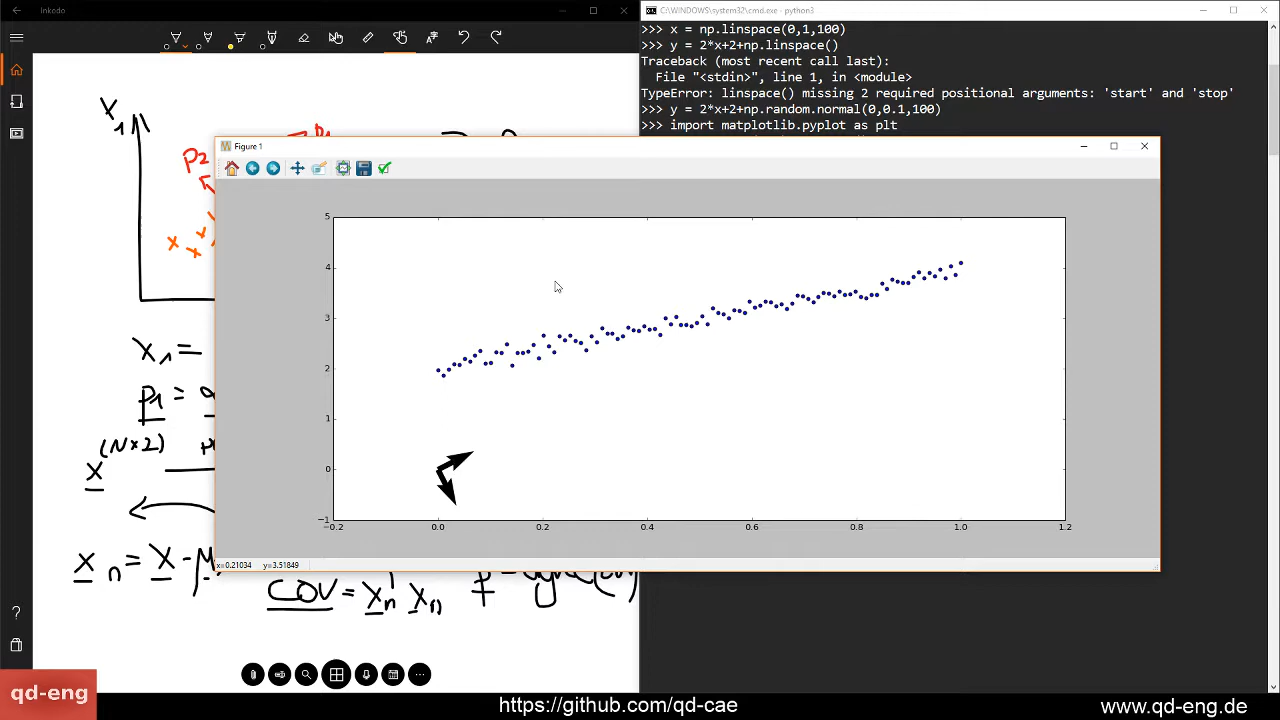 Inkodo
C:\WINDOWS\system32\cmd.exe - python3
>>> x = np.linspace(0,1,100)
>>> y = 2*x+2+np.linspace()
Traceback (most recent call last):
File "<stdin>", line 1, in <module>
TypeError: linspace() missing 2 required positional arguments: 'start' and 'stop'
>>> y = 2*x+2+np.random.normal(0,0.1,100)
>>> import matplotlib.pyplot as plt
Figure 1
5
4
3
2
1
0
−1
−0.2 0.0 0.2 0.4 0.6 0.8 1.0 1.2
x=0.21034 y=3.51849
x1
p2
p1
x x x
x1 =
p1 =
(N×2)
x
xn = x - μ
COV = xn' xn
qd-eng
https://github.com/qd-cae
www.qd-eng.de